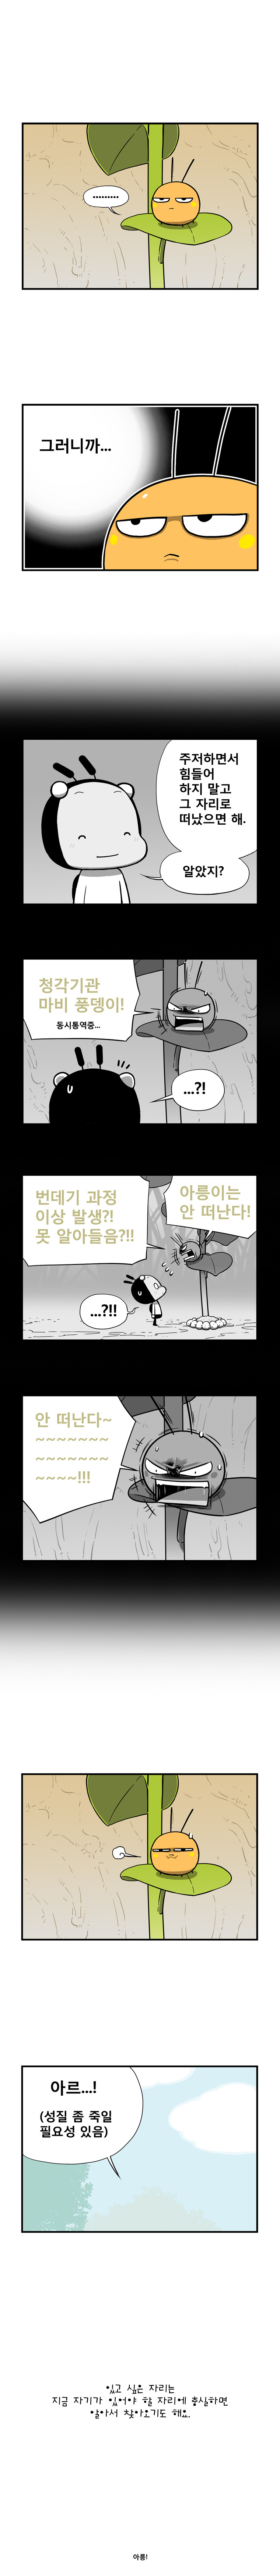 ………
그러니까...
주저하면서
힘들어
하지 말고
그 자리로
떠났으면 해.
알았지?
청각기관
마비 풍뎅이!
동시통역중...
...?!
번데기 과정
이상 발생?!
못 알아들음?!!
아릉이는
안 떠난다!
...?!!
안 떠난다~
~~~~~~~
~~~~~~~
~~~~!!!
아르...!
(성질 좀 죽일
필요성 있음)
있고 싶은 자리는
지금 자기가 있어야 할 자리에 충실하면
알아서 찾아오기도 해요.
아릉!